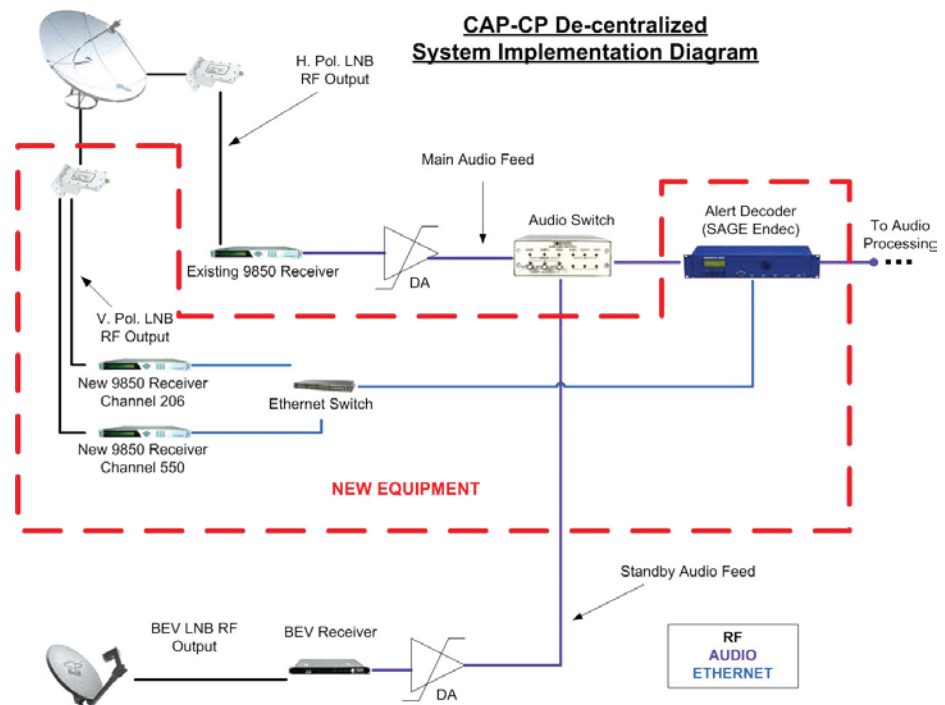 CAP-CP De-centralized
System Implementation Diagram
H. Pol. LNB
RF Output
Main Audio Feed
Audio Switch
Alert Decoder
(SAGE Endec)
To Audio
Processing
Existing 9850 Receiver
DA
V. Pol. LNB
RF Output
New 9850 Receiver
Channel 206
Ethernet Switch
New 9850 Receiver
Channel 550
NEW EQUIPMENT
Standby Audio Feed
BEV LNB RF
Output
BEV Receiver
DA
RF
AUDIO
ETHERNET